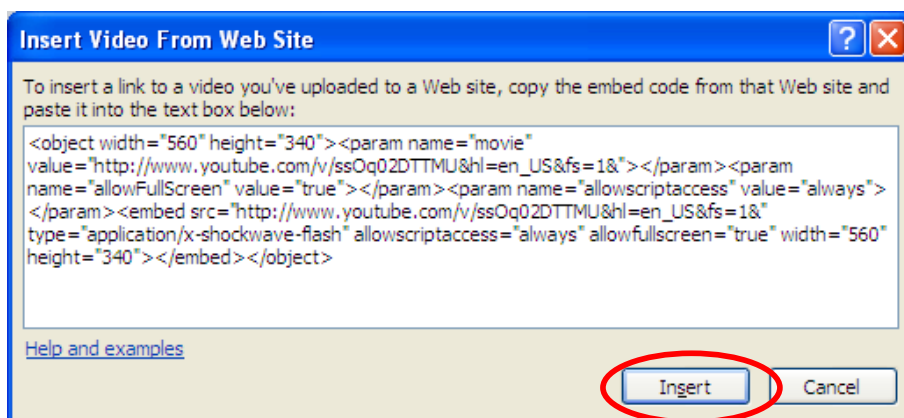 Insert Video From Web Site
?
To insert a link to a video you've uploaded to a Web site, copy the embed code from that Web site and
paste it into the text box below:
<object width="560" height="340"><param name="movie"
value="http://www.youtube.com/v/ssOq02DTTMU&hl=en_US&fs=1&"></param><param
name="allowFullScreen" value="true"></param><param name="allowscriptaccess" value="always">
</param><embed src="http://www.youtube.com/v/ssOq02DTTMU&hl=en_US&fs=1&"
type="application/x-shockwave-flash" allowscriptaccess="always" allowfullscreen="true" width="560"
height="340"></embed></object>
Help and examples
Insert
Cancel